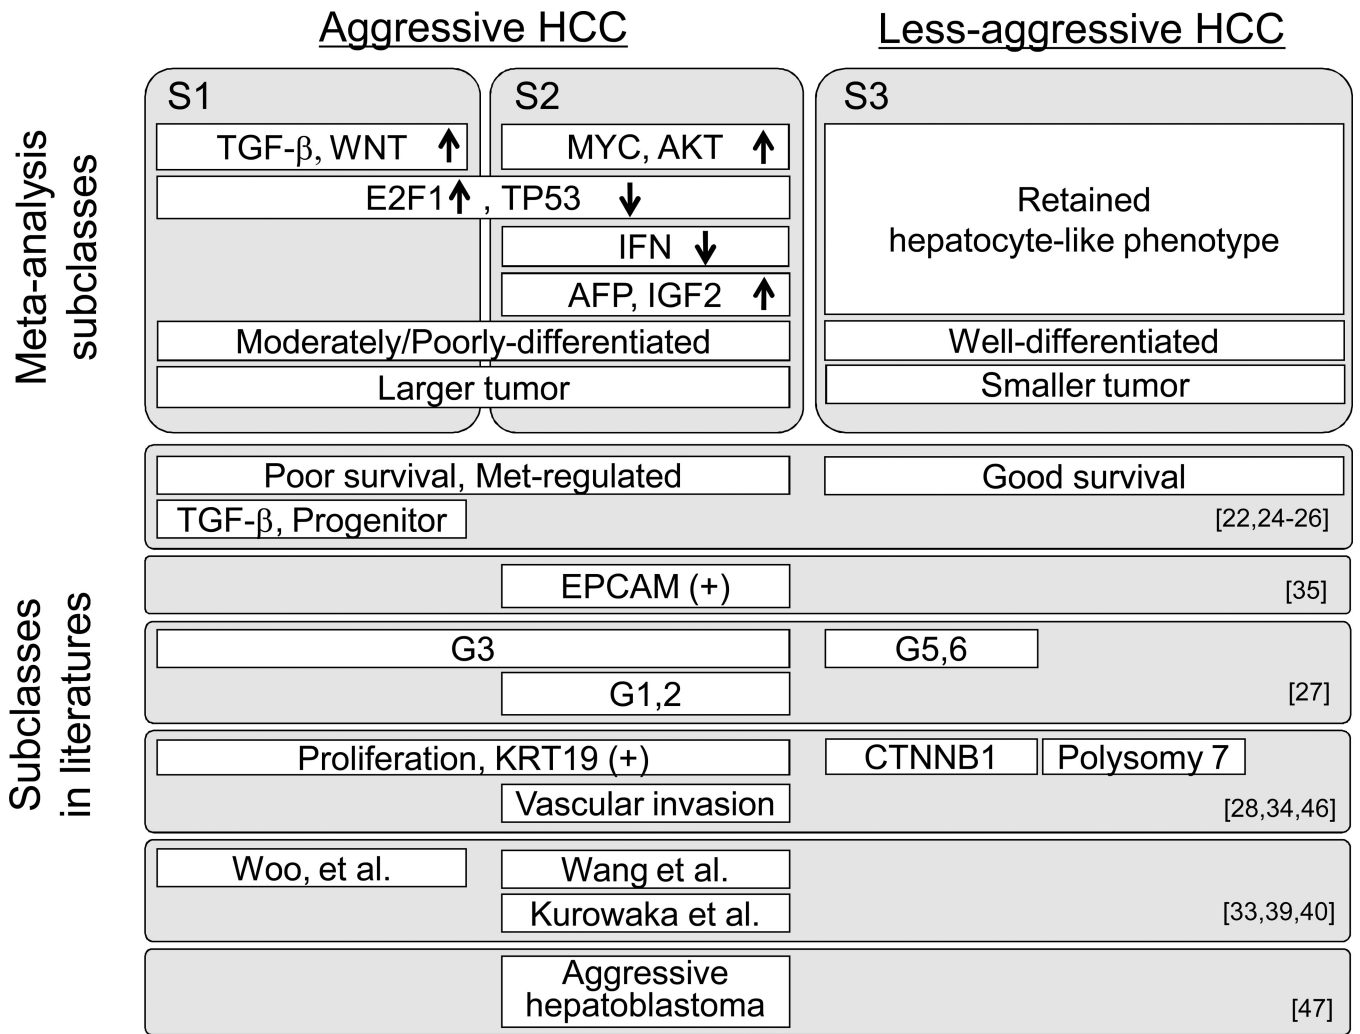 Aggressive HCC
Less-aggressive HCC
Meta-analysis
subclasses
S1
S2
S3
TGF-β, WNT ↑
MYC, AKT ↑
E2F1↑ , TP53 ↓
IFN ↓
AFP, IGF2 ↑
Retained
hepatocyte-like phenotype
Moderately/Poorly-differentiated
Well-differentiated
Larger tumor
Smaller tumor
Subclasses
in literatures
Poor survival, Met-regulated
Good survival
TGF-β, Progenitor
[22,24-26]
EPCAM (+)
[35]
G3
G5,6
G1,2
[27]
Proliferation, KRT19 (+)
CTNNB1
Polysomy 7
Vascular invasion
[28,34,46]
Woo, et al.
Wang et al.
Kurowaka et al.
[33,39,40]
Aggressive
hepatoblastoma
[47]